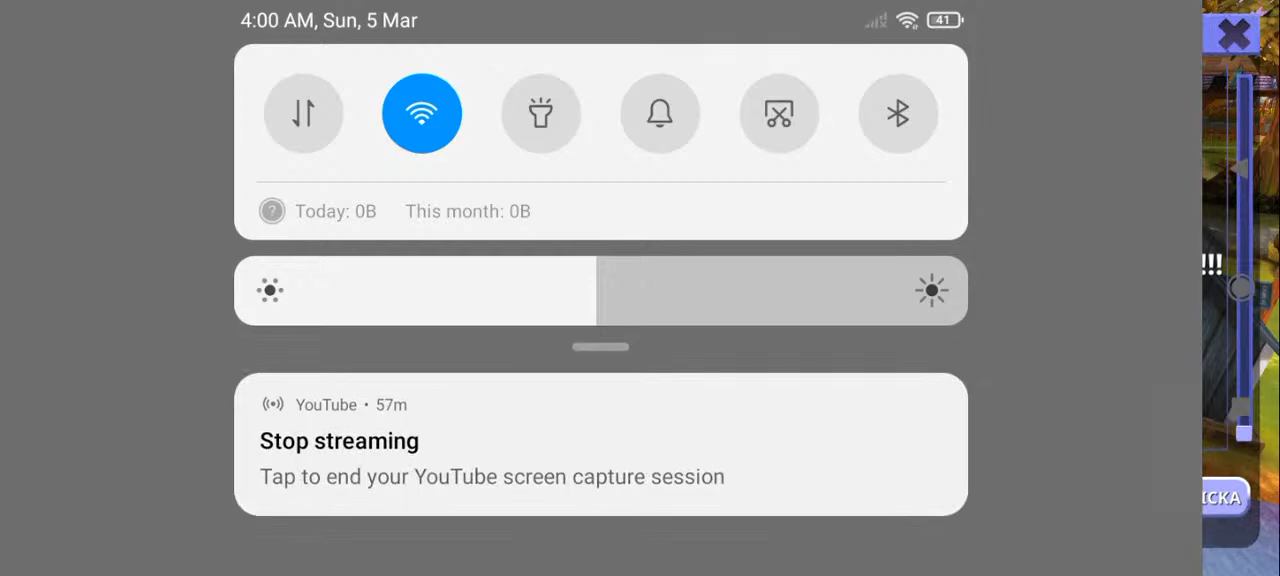 4:00 AM, Sun, 5 Mar
41
? Today: 0B This month: 0B
!!!
YouTube • 57m
Stop streaming
Tap to end your YouTube screen capture session
ICKA